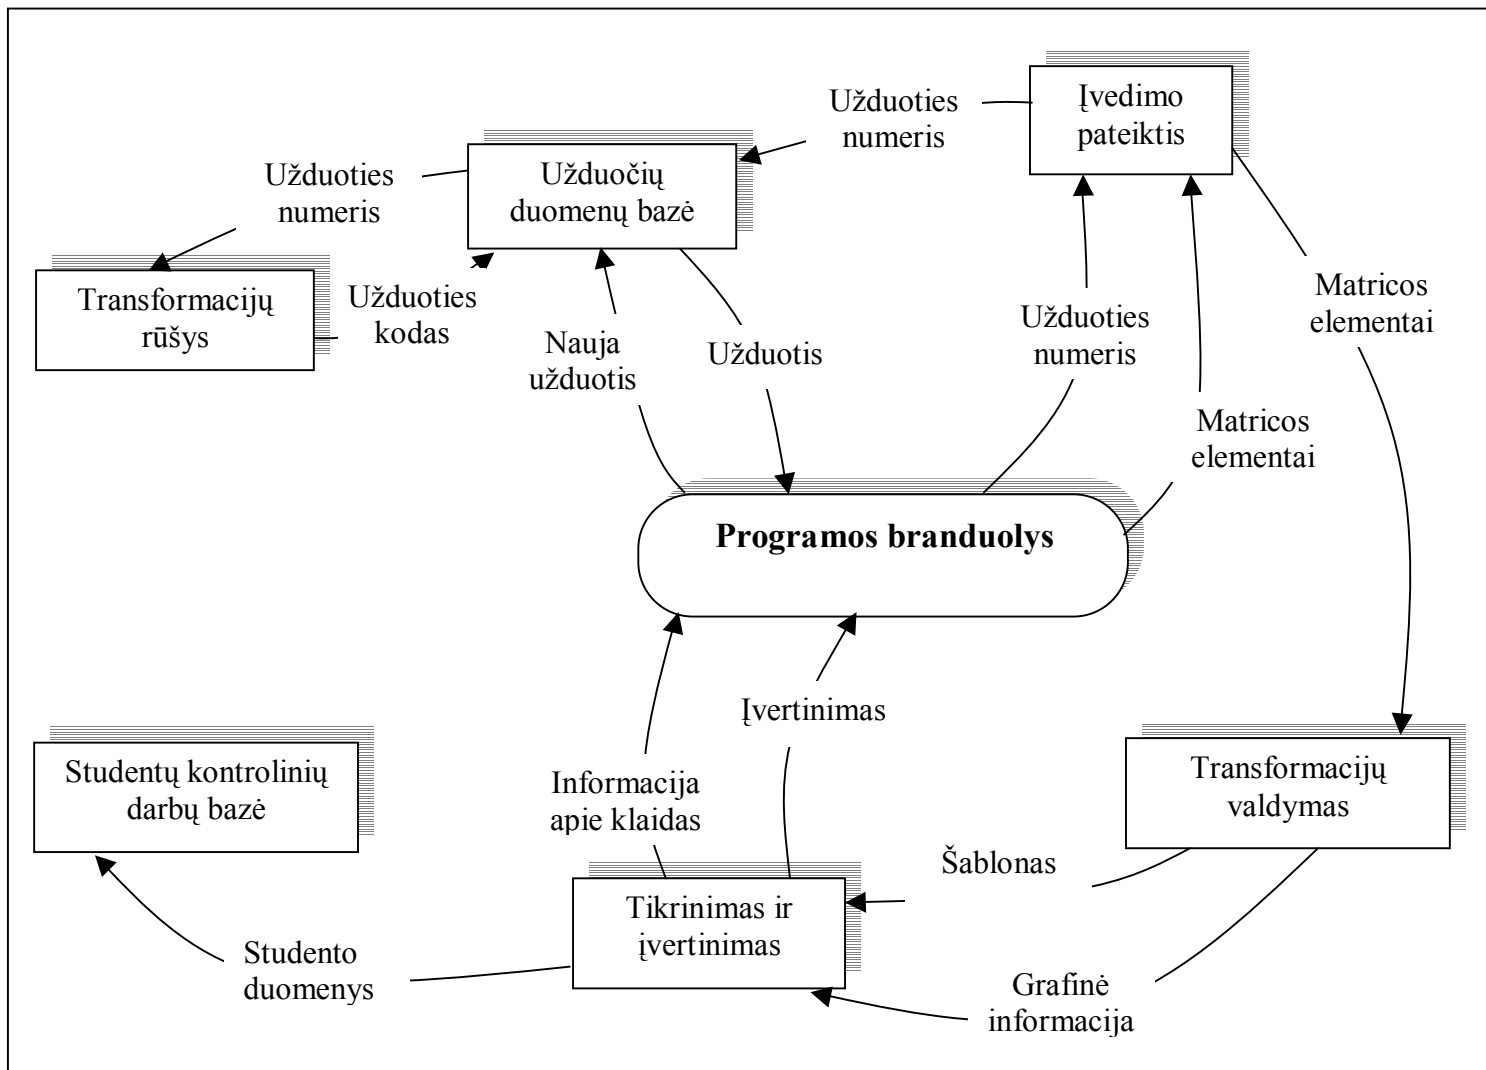 Įvedimo
pateiktis
Užduoties
numeris
Užduočių
duomenų bazė
Užduoties
numeris
Transformacijų
rūšys
Užduoties
kodas
Nauja
užduotis
Užduotis
Užduoties
numeris
Matricos
elementai
Matricos
elementai
Programos branduolys
Įvertinimas
Informacija
apie klaidas
Studentų kontrolinių
darbų bazė
Transformacijų
valdymas
Šablonas
Tikrinimas ir
įvertinimas
Studento
duomenys
Grafinė
informacija